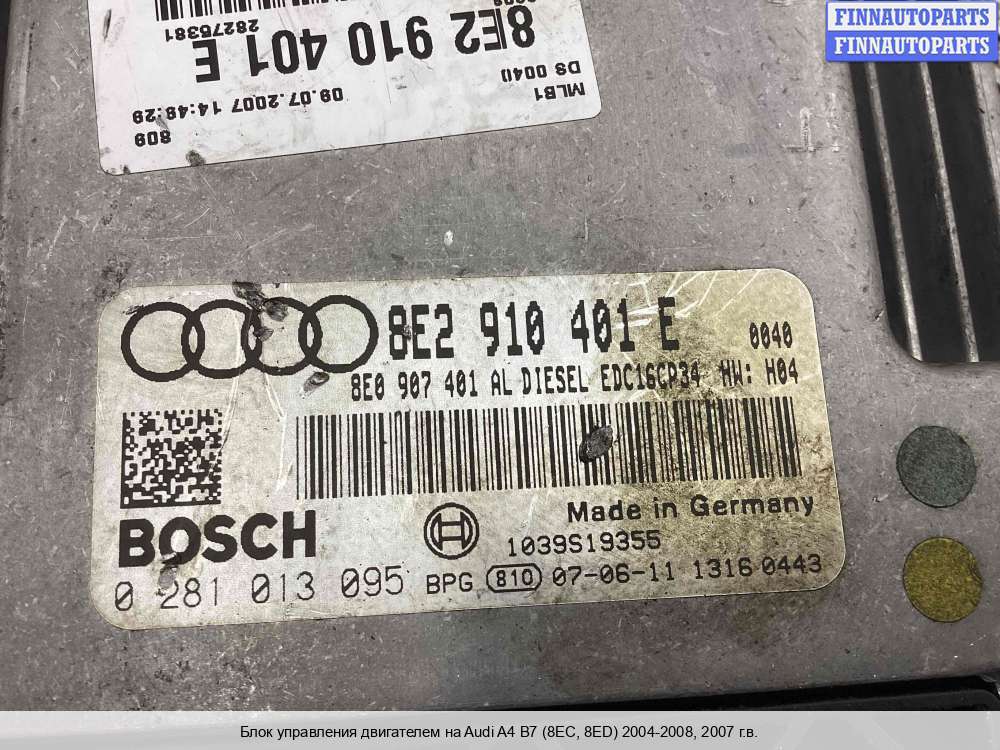 FINNAUTOPARTS
FINNAUTOPARTS
809
09.07.2007 14:48:29
MLB1
DS 0040
8E2 910 401 E
28275381
8E2 910 401 E 0040
8E0 907 401 AL DIESEL EDC16CP34 HW: H04
Made in Germany
BOSCH
1039S19355
0 281 013 095 BPG 810 07-06-11 1316 0443
Блок управления двигателем на Audi A4 B7 (8EC, 8ED) 2004-2008, 2007 г.в.